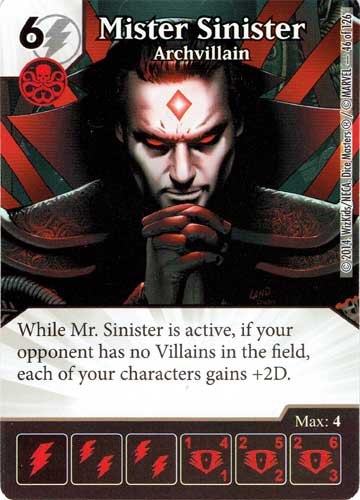 6
Mister Sinister
Archvillain
© 2014 WizKids/NECA, Dice Masters ® / © MARVEL — 46 of 126
LAND
While Mr. Sinister is active, if your
opponent has no Villains in the field,
each of your characters gains +2D.
Max: 4
1 4 2 5 2 6
1 2 3